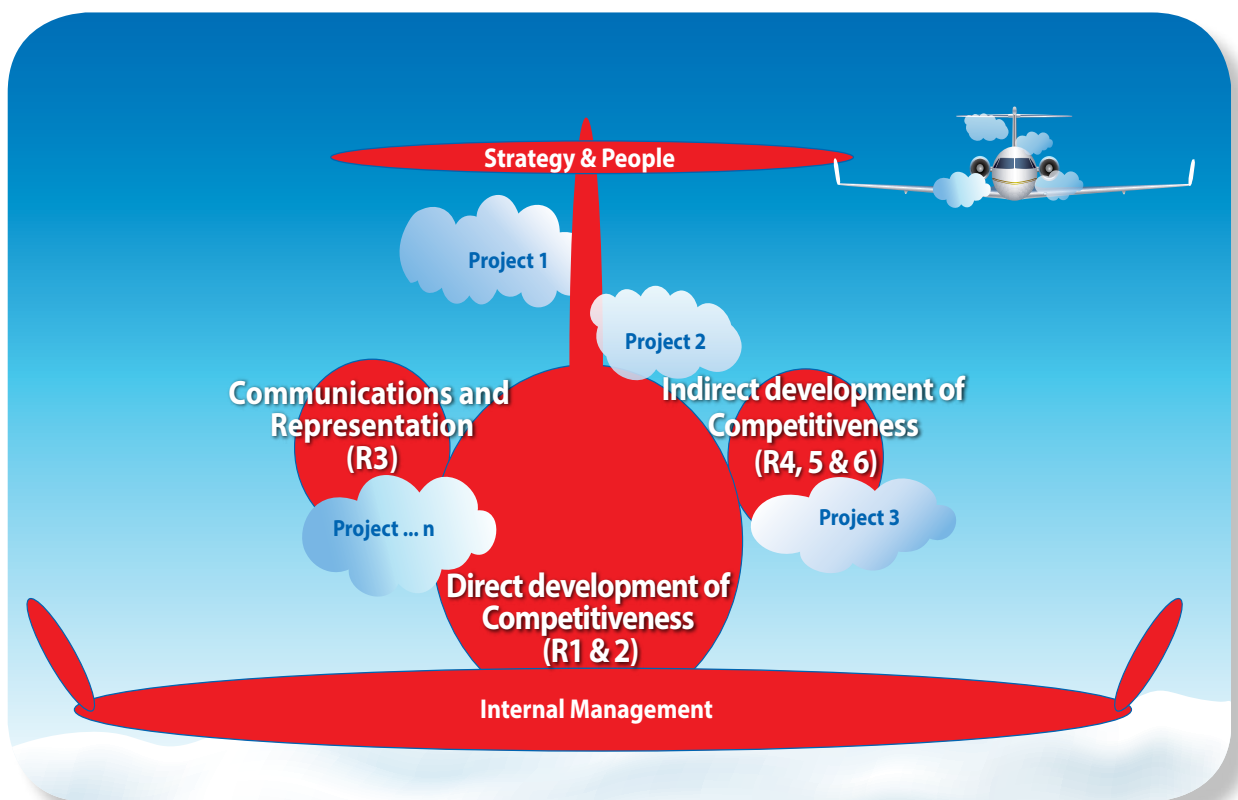 Strategy & People
Project 1
Project 2
Communications and
Representation
(R3)
Indirect development of
Competitiveness
(R4, 5 & 6)
Project ... n
Project 3
Direct development of
Competitiveness
(R1 & 2)
Internal Management